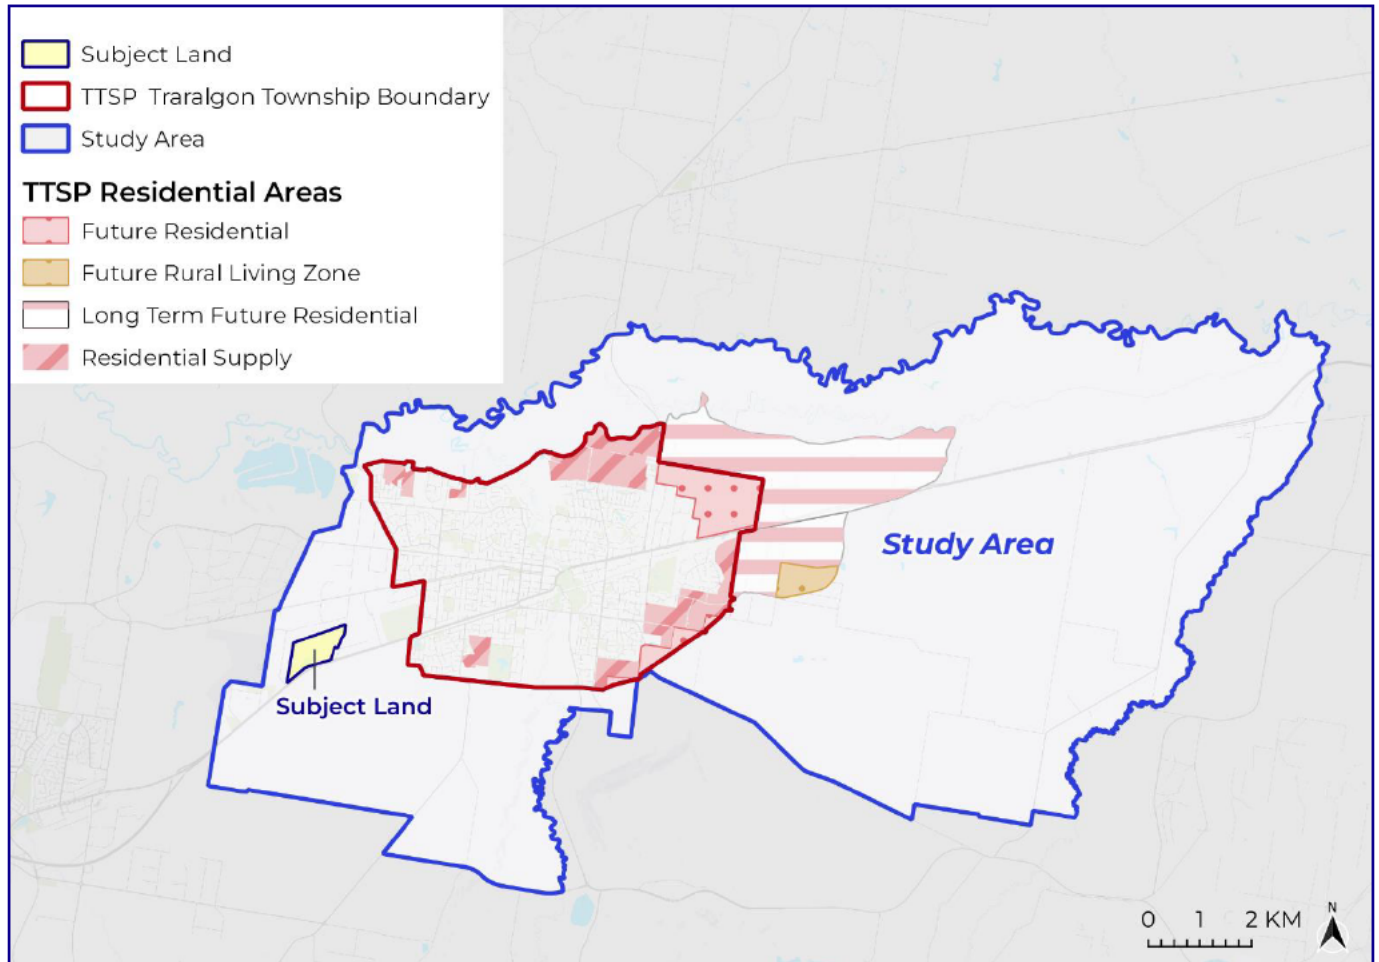 Subject Land
TTSP Traralgon Township Boundary
Study Area
TTSP Residential Areas
Future Residential
Future Rural Living Zone
Long Term Future Residential
Residential Supply
Study Area
Subject Land
0 1 2 KM
N